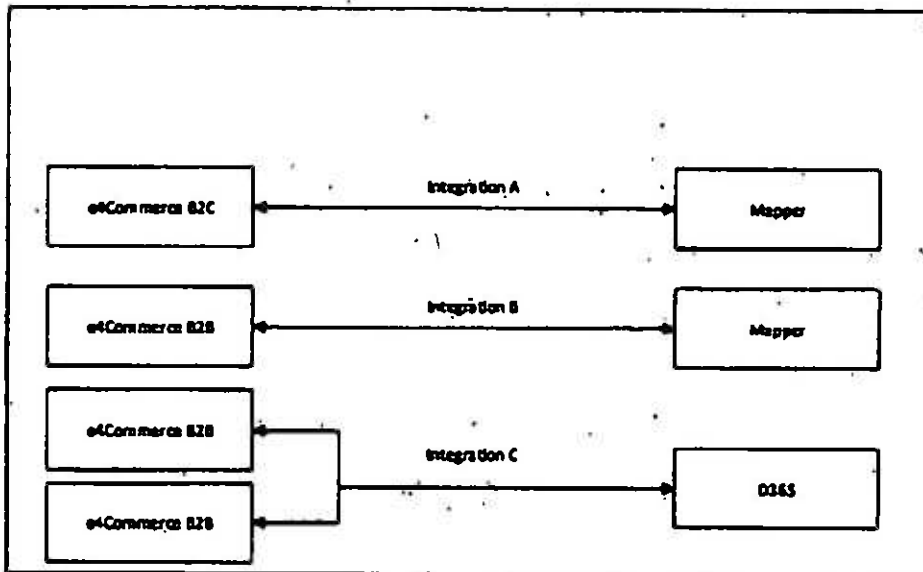 Integration A
e4Commerce B2C
Mapper
Integration B
e4Commerce B2B
Mapper
e4Commerce B2B
Integration C
D365
e4Commerce B2B